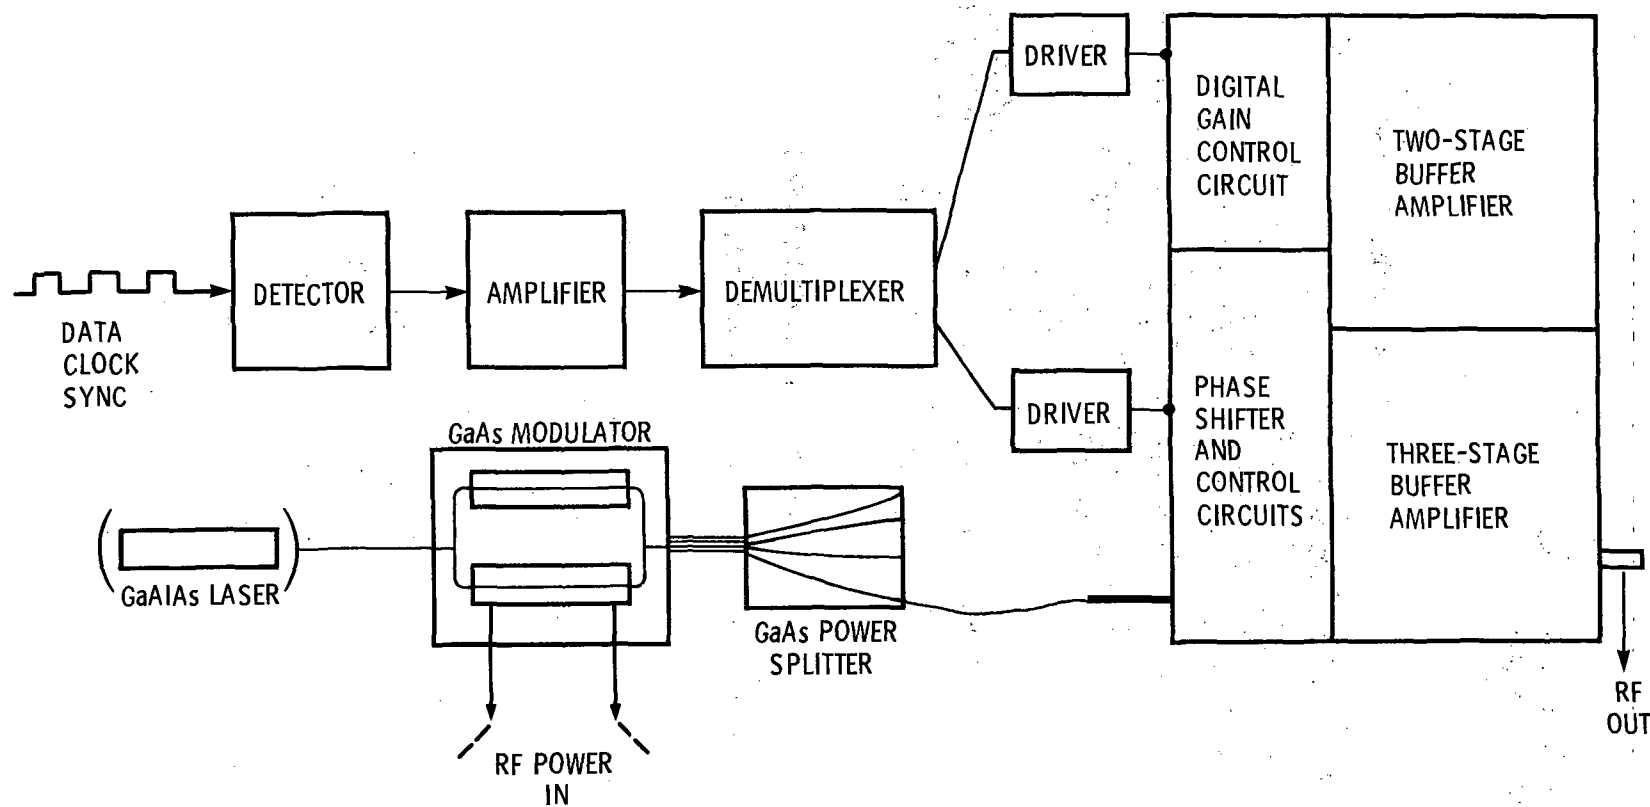 DRIVER
DIGITAL
GAIN
CONTROL
CIRCUIT
TWO-STAGE
BUFFER
AMPLIFIER
DETECTOR
AMPLIFIER
DEMULTIPLEXER
DATA
CLOCK
SYNC
DRIVER
PHASE
SHIFTER
AND
CONTROL
CIRCUITS
THREE-STAGE
BUFFER
AMPLIFIER
GaAs MODULATOR
GaAlAs LASER
GaAs POWER
SPLITTER
RF POWER
IN
RF
OUT